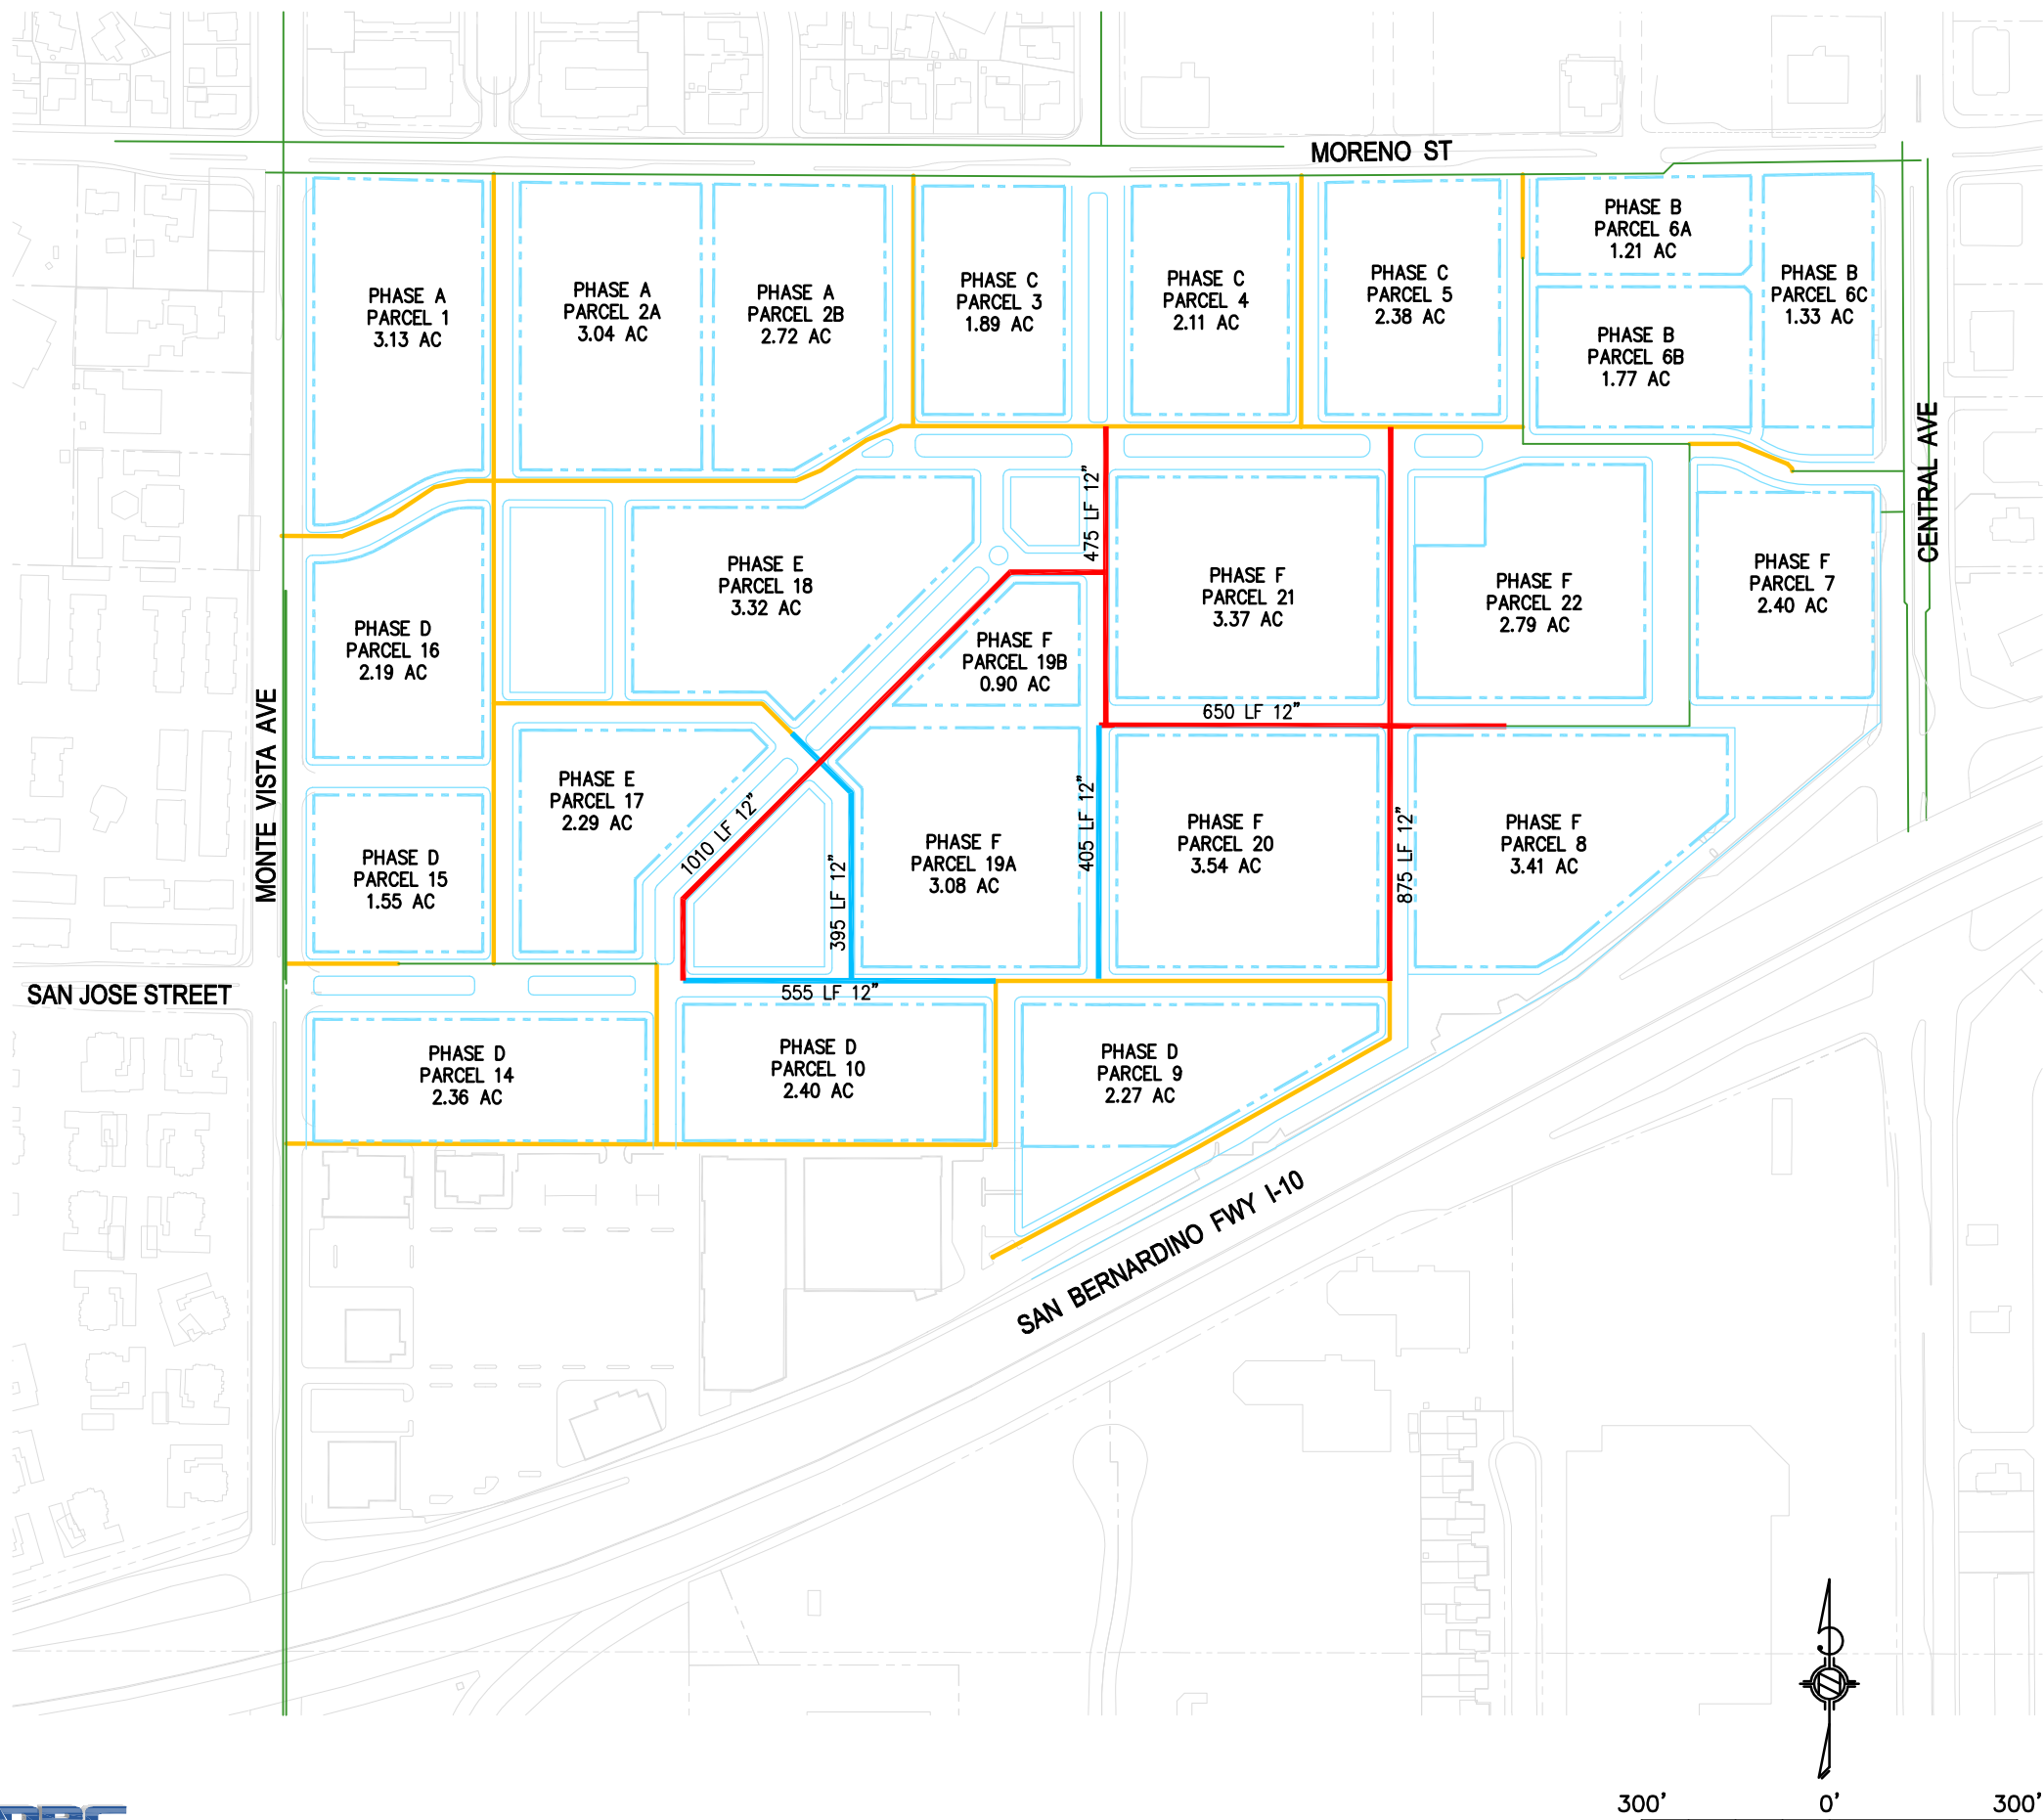 MORENO ST
PHASE A
PARCEL 1
3.13 AC
PHASE A
PARCEL 2A
3.04 AC
PHASE A
PARCEL 2B
2.72 AC
PHASE C
PARCEL 3
1.89 AC
PHASE C
PARCEL 4
2.11 AC
PHASE C
PARCEL 5
2.38 AC
PHASE B
PARCEL 6A
1.21 AC
PHASE B
PARCEL 6B
1.77 AC
PHASE B
PARCEL 6C
1.33 AC
CENTRAL AVE
475 LF 12"
PHASE E
PARCEL 18
3.32 AC
PHASE F
PARCEL 21
3.37 AC
PHASE F
PARCEL 22
2.79 AC
PHASE F
PARCEL 7
2.40 AC
PHASE D
PARCEL 16
2.19 AC
PHASE F
PARCEL 19B
0.90 AC
650 LF 12"
MONTE VISTA AVE
PHASE E
PARCEL 17
2.29 AC
1010 LF 12"
395 LF 12"
PHASE F
PARCEL 19A
3.08 AC
405 LF 12"
PHASE F
PARCEL 20
3.54 AC
875 LF 12"
PHASE F
PARCEL 8
3.41 AC
PHASE D
PARCEL 15
1.55 AC
SAN JOSE STREET
555 LF 12"
PHASE D
PARCEL 14
2.36 AC
PHASE D
PARCEL 10
2.40 AC
PHASE D
PARCEL 9
2.27 AC
SAN BERNARDINO FWY I-10
300' 0' 300'